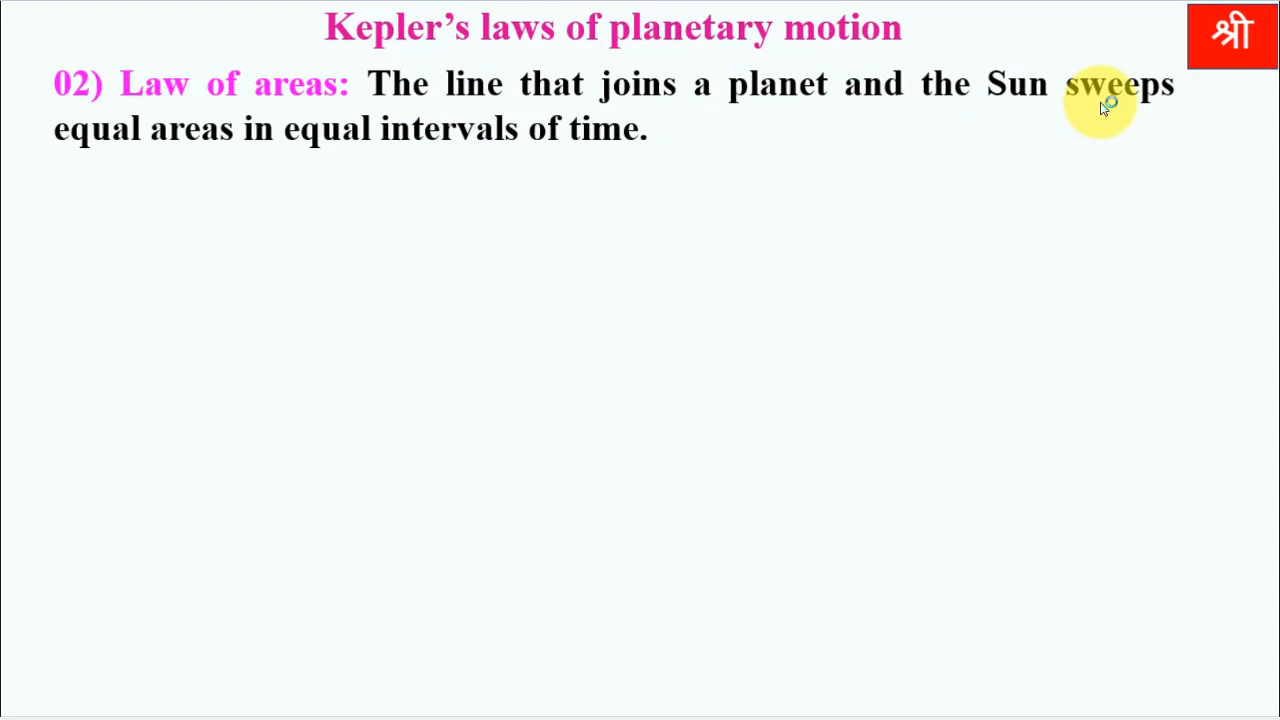 Kepler’s laws of planetary motion
श्री
02) Law of areas: The line that joins a planet and the Sun sweeps
equal areas in equal intervals of time.